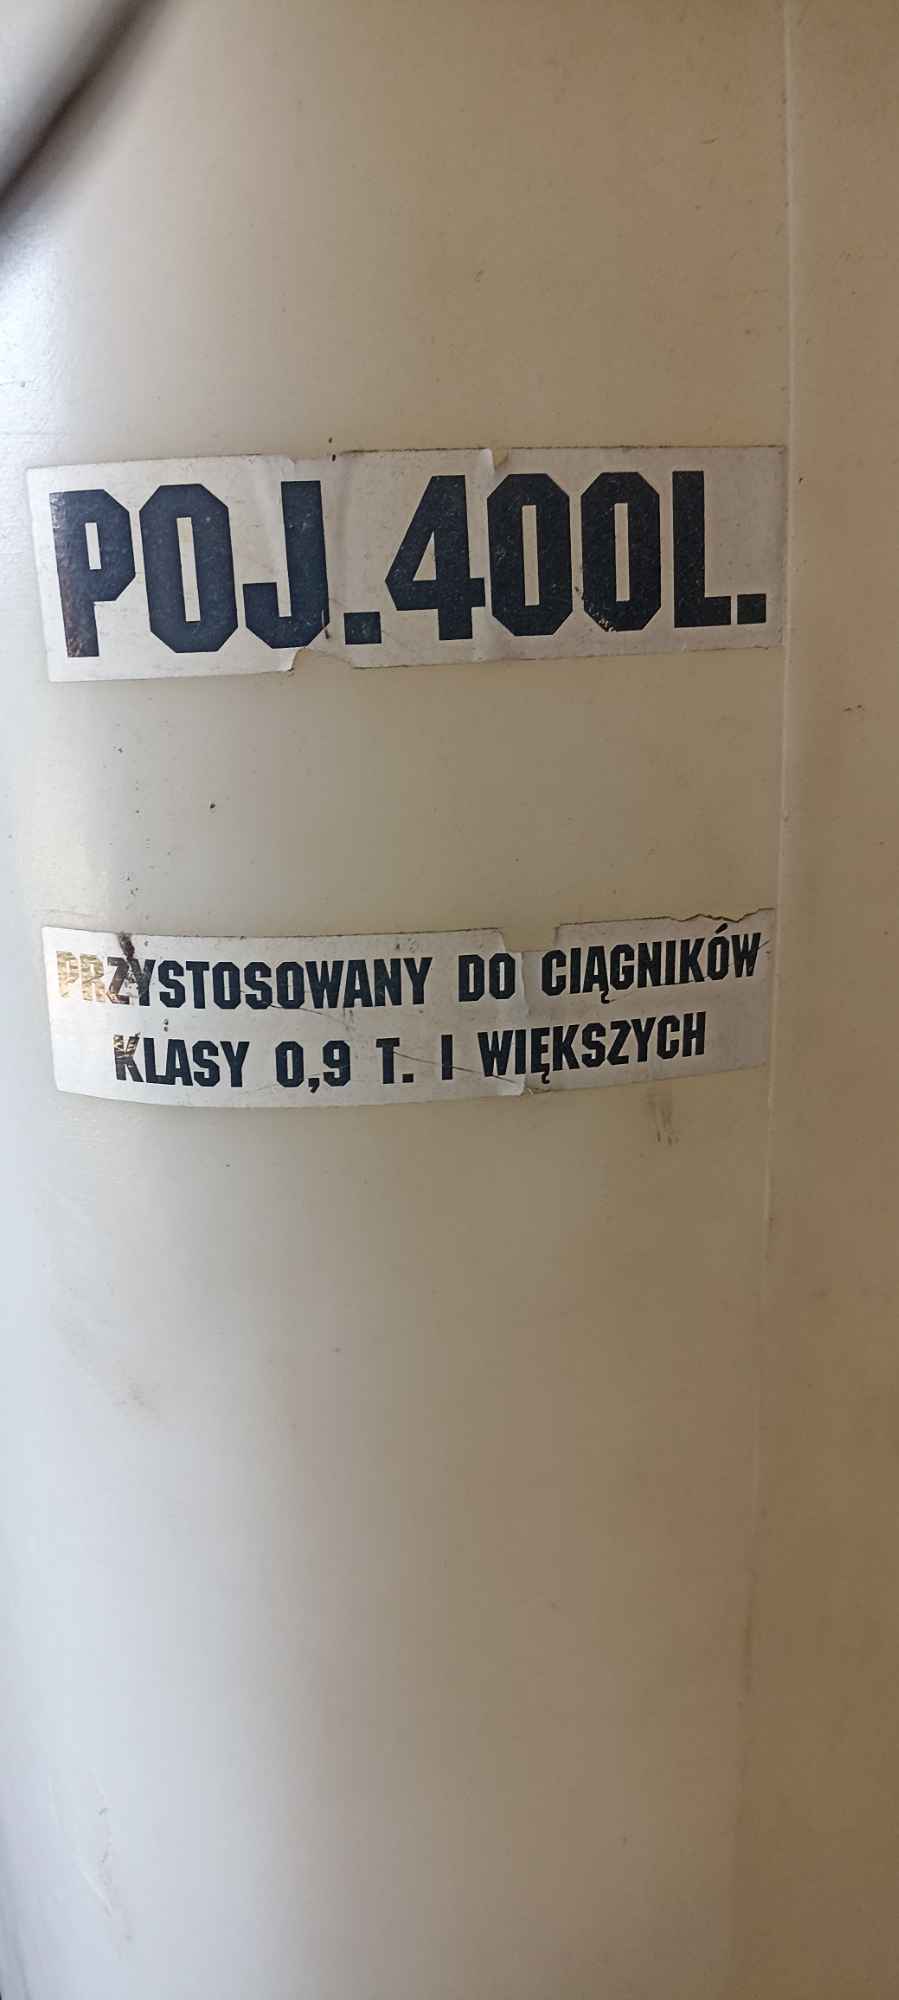 POJ.400L.
PRZYSTOSOWANY DO CIĄGNIKÓW
KLASY 0,9 T. I WIĘKSZYCH